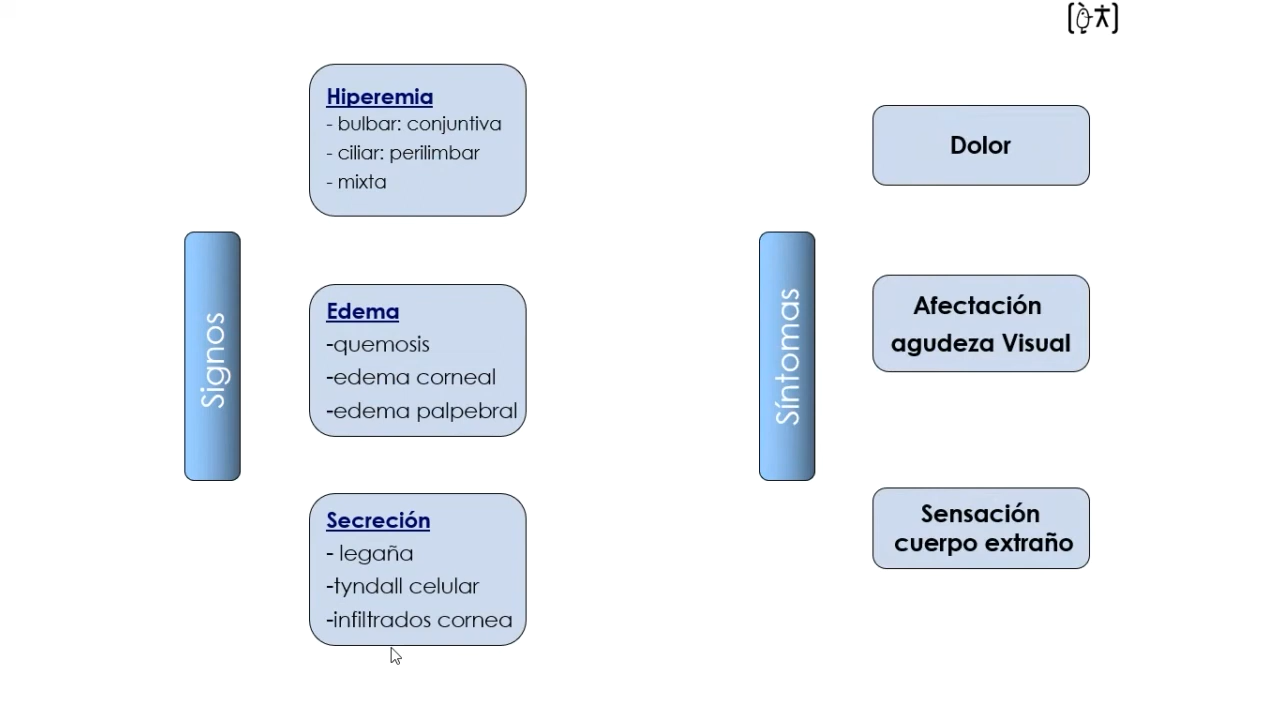 Signos
Hiperemia
- bulbar: conjuntiva
- ciliar: perilimbar
- mixta
Edema
-quemosis
-edema corneal
-edema palpebral
Secreción
- legaña
-tyndall celular
-infiltrados cornea
Síntomas
Dolor
Afectación
agudeza Visual
Sensación
cuerpo extraño